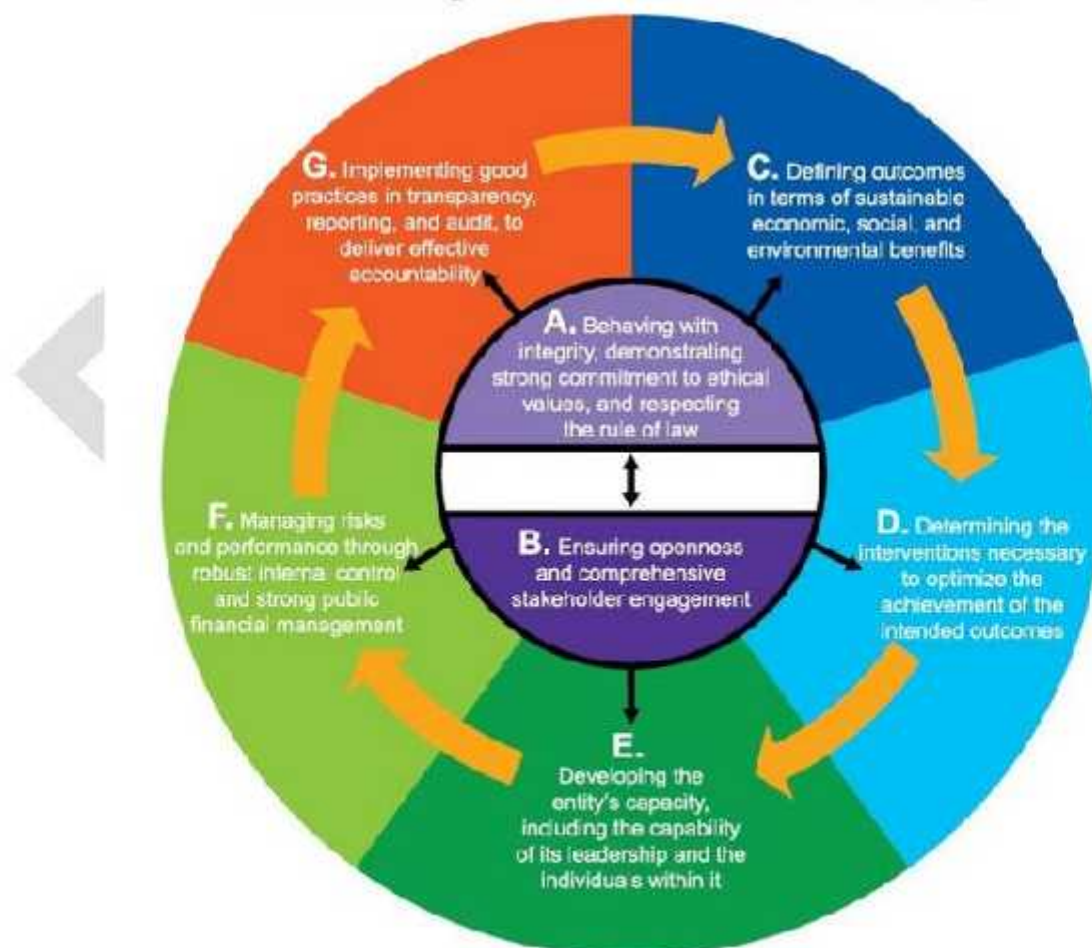 A. Behaving with
integrity, demonstrating
strong commitment to ethical
values, and respecting
the rule of law
B. Ensuring openness
and comprehensive
stakeholder engagement
C. Defining outcomes
in terms of sustainable
economic, social, and
environmental benefits
D. Determining the
interventions necessary
to optimize the
achievement of the
intended outcomes
E.
Developing the
entity's capacity,
including the capability
of its leadership and the
individuals within it
F. Managing risks
and performance through
robust internal control
and strong public
financial management
G. Implementing good
practices in transparency,
reporting, and audit, to
deliver effective
accountability